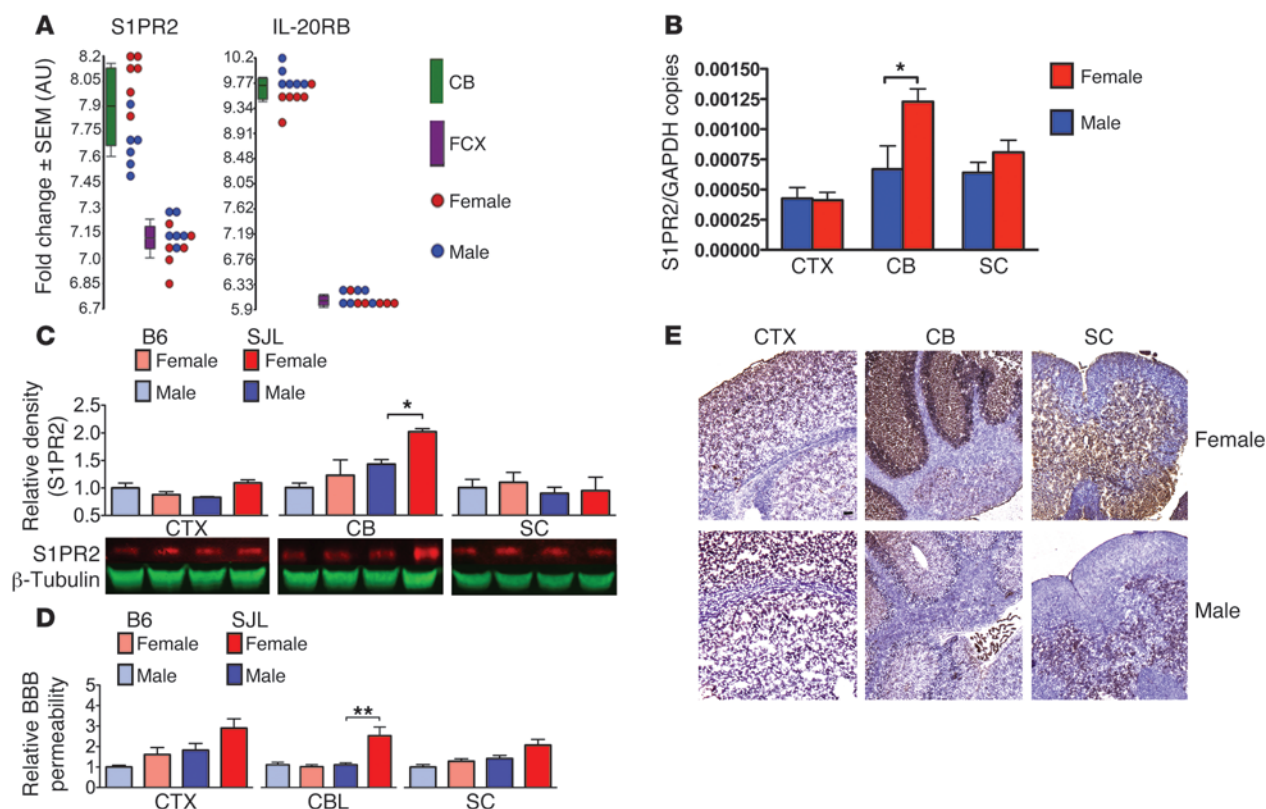 A
S1PR2
IL-20RB
Fold change ± SEM (AU)
8.2
8.05
7.9
7.75
7.6
7.45
7.3
7.15
7.0
6.85
6.7
10.2
9.77
9.34
8.91
8.48
8.05
7.62
7.19
6.76
6.33
5.9
CB
FCX
Female
Male
B
S1PR2/GAPDH copies
0.00150
0.00125
0.00100
0.00075
0.00050
0.00025
0.00000
*
CTX CB SC
Female
Male
C
B6 SJL
Female Female
Male Male
Relative density
(S1PR2)
2.5
2.0
1.5
1.0
0.5
*
CTX CB SC
S1PR2
β-Tubulin
D
B6 SJL
Female Female
Male Male
Relative BBB
permeability
5
4
3
2
1
0
**
CTX CBL SC
E
CTX CB SC
Female
Male